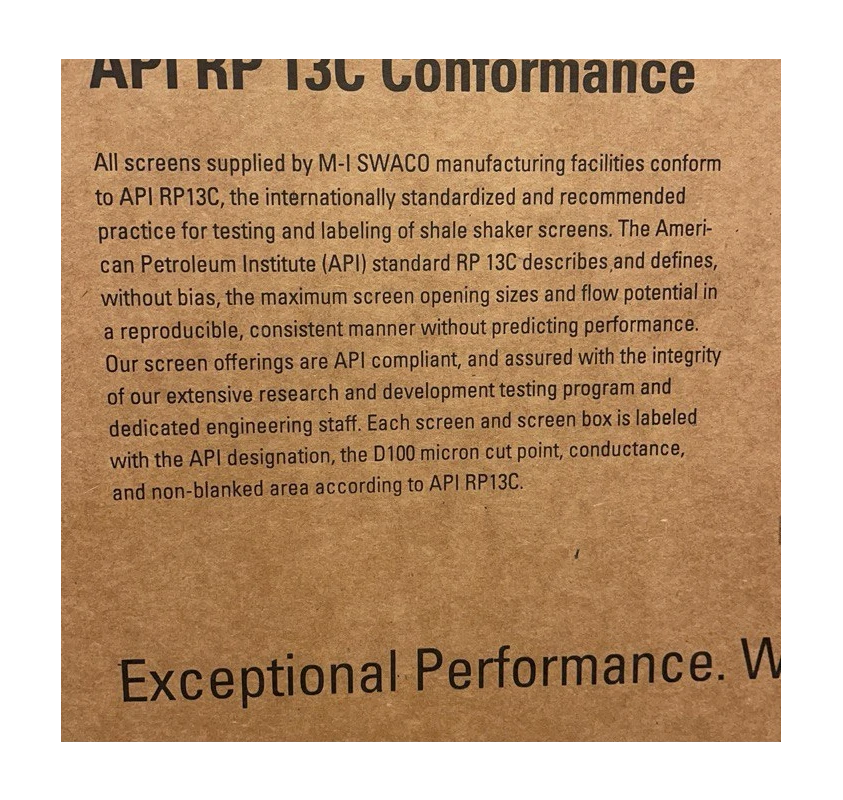 API RP 13C Conformance
All screens supplied by M-I SWACO manufacturing facilities conform
to API RP13C, the internationally standardized and recommended
practice for testing and labeling of shale shaker screens. The Ameri-
can Petroleum Institute (API) standard RP 13C describes and defines,
without bias, the maximum screen opening sizes and flow potential in
a reproducible, consistent manner without predicting performance.
Our screen offerings are API compliant, and assured with the integrity
of our extensive research and development testing program and
dedicated engineering staff. Each screen and screen box is labeled
with the API designation, the D100 micron cut point, conductance,
and non-blanked area according to API RP13C.
Exceptional Performance.